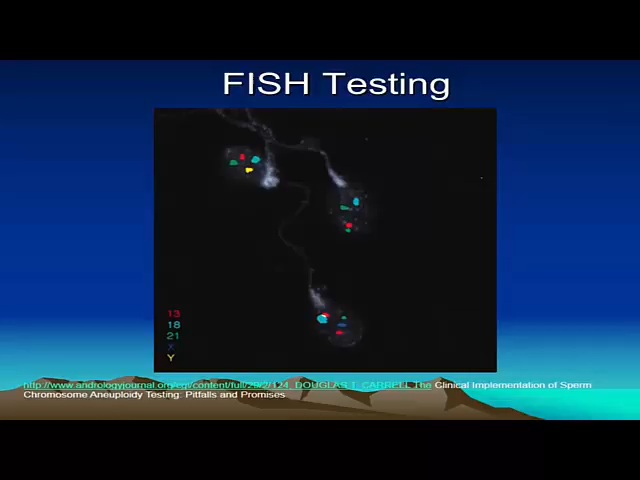 FISH Testing
13
18
21
X
Y
http://www.andrologyjournal.org/cgi/content/full/29/2/124 DOUGLAS T. CARRELL The Clinical Implementation of Sperm
Chromosome Aneuploidy Testing: Pitfalls and Promises